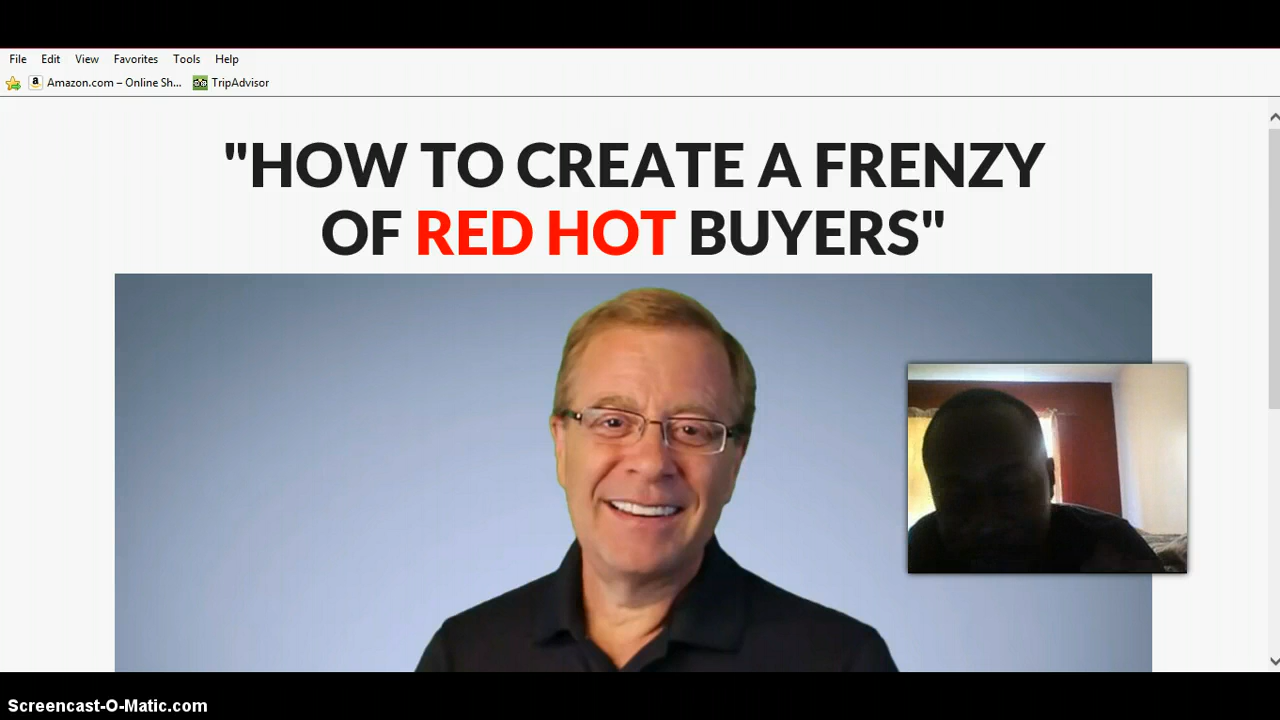 File Edit View Favorites Tools Help
Amazon.com – Online Sh... TripAdvisor
"HOW TO CREATE A FRENZY
OF RED HOT BUYERS"
Screencast-O-Matic.com